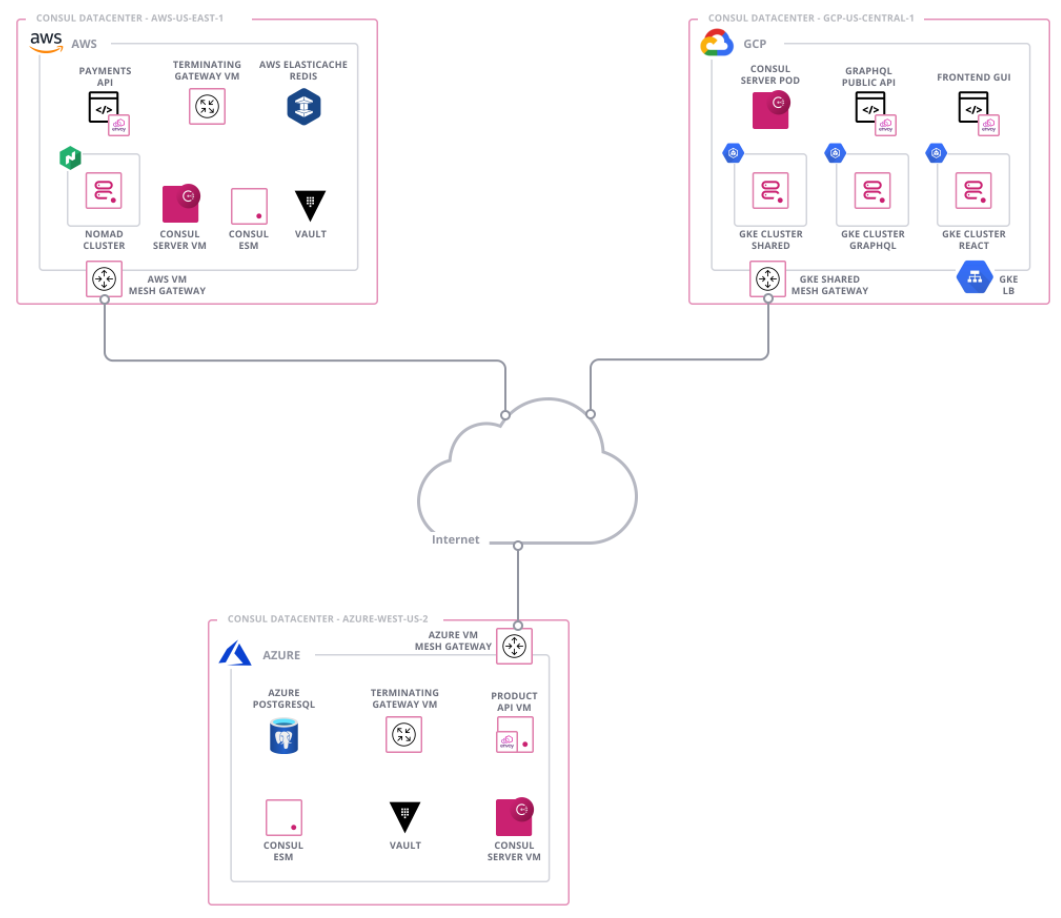 CONSUL DATACENTER - AWS-US-EAST-1
aws
AWS
PAYMENTS
API
</>
envoy
TERMINATING
GATEWAY VM
AWS ELASTICACHE
REDIS
NOMAD
CLUSTER
CONSUL
SERVER VM
CONSUL
ESM
VAULT
AWS VM
MESH GATEWAY
CONSUL DATACENTER - GCP-US-CENTRAL-1
GCP
CONSUL
SERVER POD
GRAPHQL
PUBLIC API
</>
envoy
FRONTEND GUI
</>
envoy
GKE CLUSTER
SHARED
GKE CLUSTER
GRAPHQL
GKE CLUSTER
REACT
GKE SHARED
MESH GATEWAY
GKE
LB
Internet
CONSUL DATACENTER - AZURE-WEST-US-2
AZURE VM
MESH GATEWAY
AZURE
AZURE
POSTGRESQL
TERMINATING
GATEWAY VM
PRODUCT
API VM
envoy
CONSUL
ESM
VAULT
CONSUL
SERVER VM